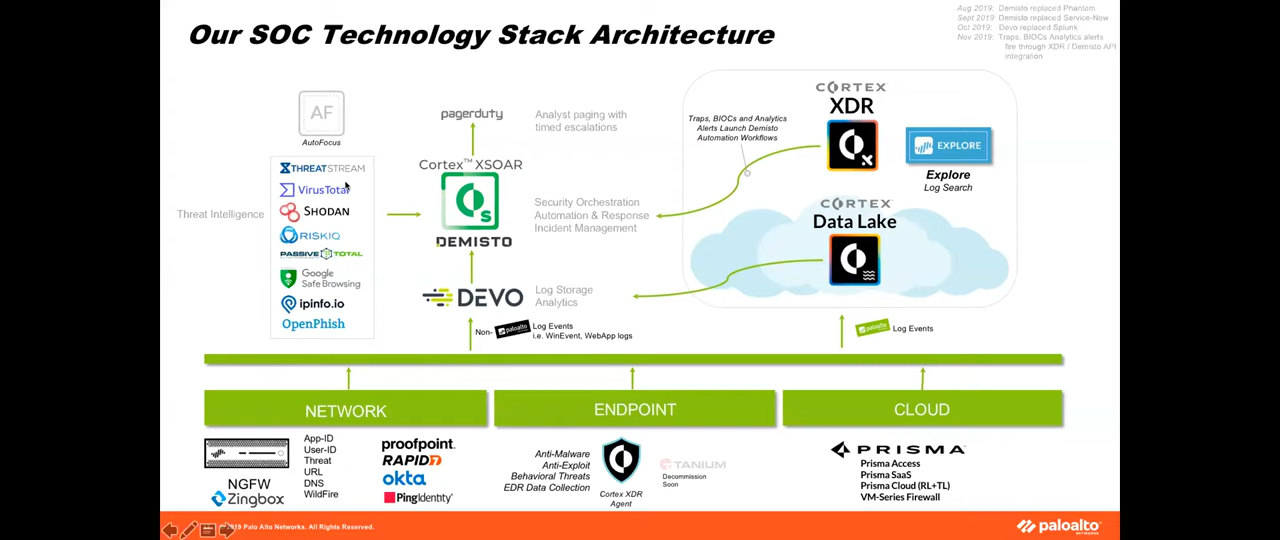 Our SOC Technology Stack Architecture
Aug 2019: Demisto replaced Phantom
Sept 2019: Demisto replaced Service-Now
Oct 2019: Devo replaced Splunk
Nov 2019: Traps, BIOCs Analytics alerts
fire through XDR / Demisto API
integration
AF
AutoFocus
THREATSTREAM
VirusTotal
SHODAN
RISKIQ
PASSIVETOTAL
Google
Safe Browsing
ipinfo.io
OpenPhish
Threat Intelligence
pagerduty
Analyst paging with
timed escalations
Cortex™ XSOAR
S
DEMISTO
Security Orchestration
Automation & Response
Incident Management
DEVO
Log Storage
Analytics
Non-
paloalto
Log Events
i.e. WinEvent, WebApp logs
Traps, BIOCs and Analytics
Alerts Launch Demisto
Automation Workflows
CORTEX
XDR
EXPLORE
Explore
Log Search
CORTEX
Data Lake
paloalto
Log Events
NETWORK
ENDPOINT
CLOUD
NGFW
Zingbox
App-ID
User-ID
Threat
URL
DNS
WildFire
proofpoint.
RAPID7
okta
PingIdentity
Anti-Malware
Anti-Exploit
Behavioral Threats
EDR Data Collection
Cortex XDR
Agent
TANIUM
Decommission
Soon
PRISMA
Prisma Access
Prisma SaaS
Prisma Cloud (RL+TL)
VM-Series Firewall
2019 Palo Alto Networks. All Rights Reserved.
paloalto
NETWORKS